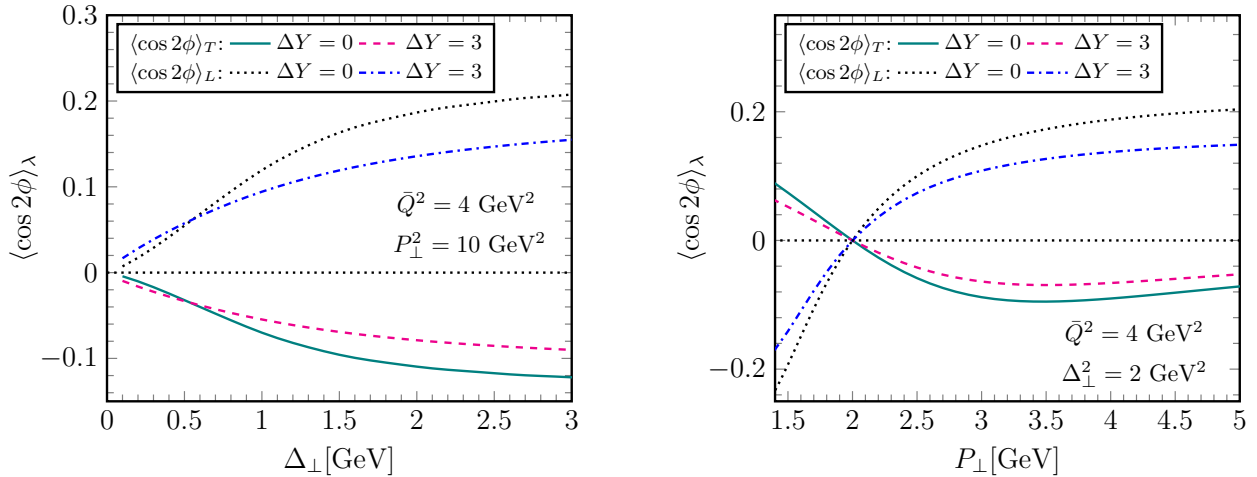 ⟨cos 2ϕ⟩_T: ΔY = 0 ΔY = 3
⟨cos 2ϕ⟩_L: ΔY = 0 ΔY = 3
0.3
0.2
0.1
0
−0.1
⟨cos 2ϕ⟩_λ
Q̄² = 4 GeV²
P_⊥² = 10 GeV²
0 0.5 1 1.5 2 2.5 3
Δ_⊥[GeV]
⟨cos 2ϕ⟩_T: ΔY = 0 ΔY = 3
⟨cos 2ϕ⟩_L: ΔY = 0 ΔY = 3
0.2
0
−0.2
⟨cos 2ϕ⟩_λ
Q̄² = 4 GeV²
Δ_⊥² = 2 GeV²
1.5 2 2.5 3 3.5 4 4.5 5
P_⊥[GeV]